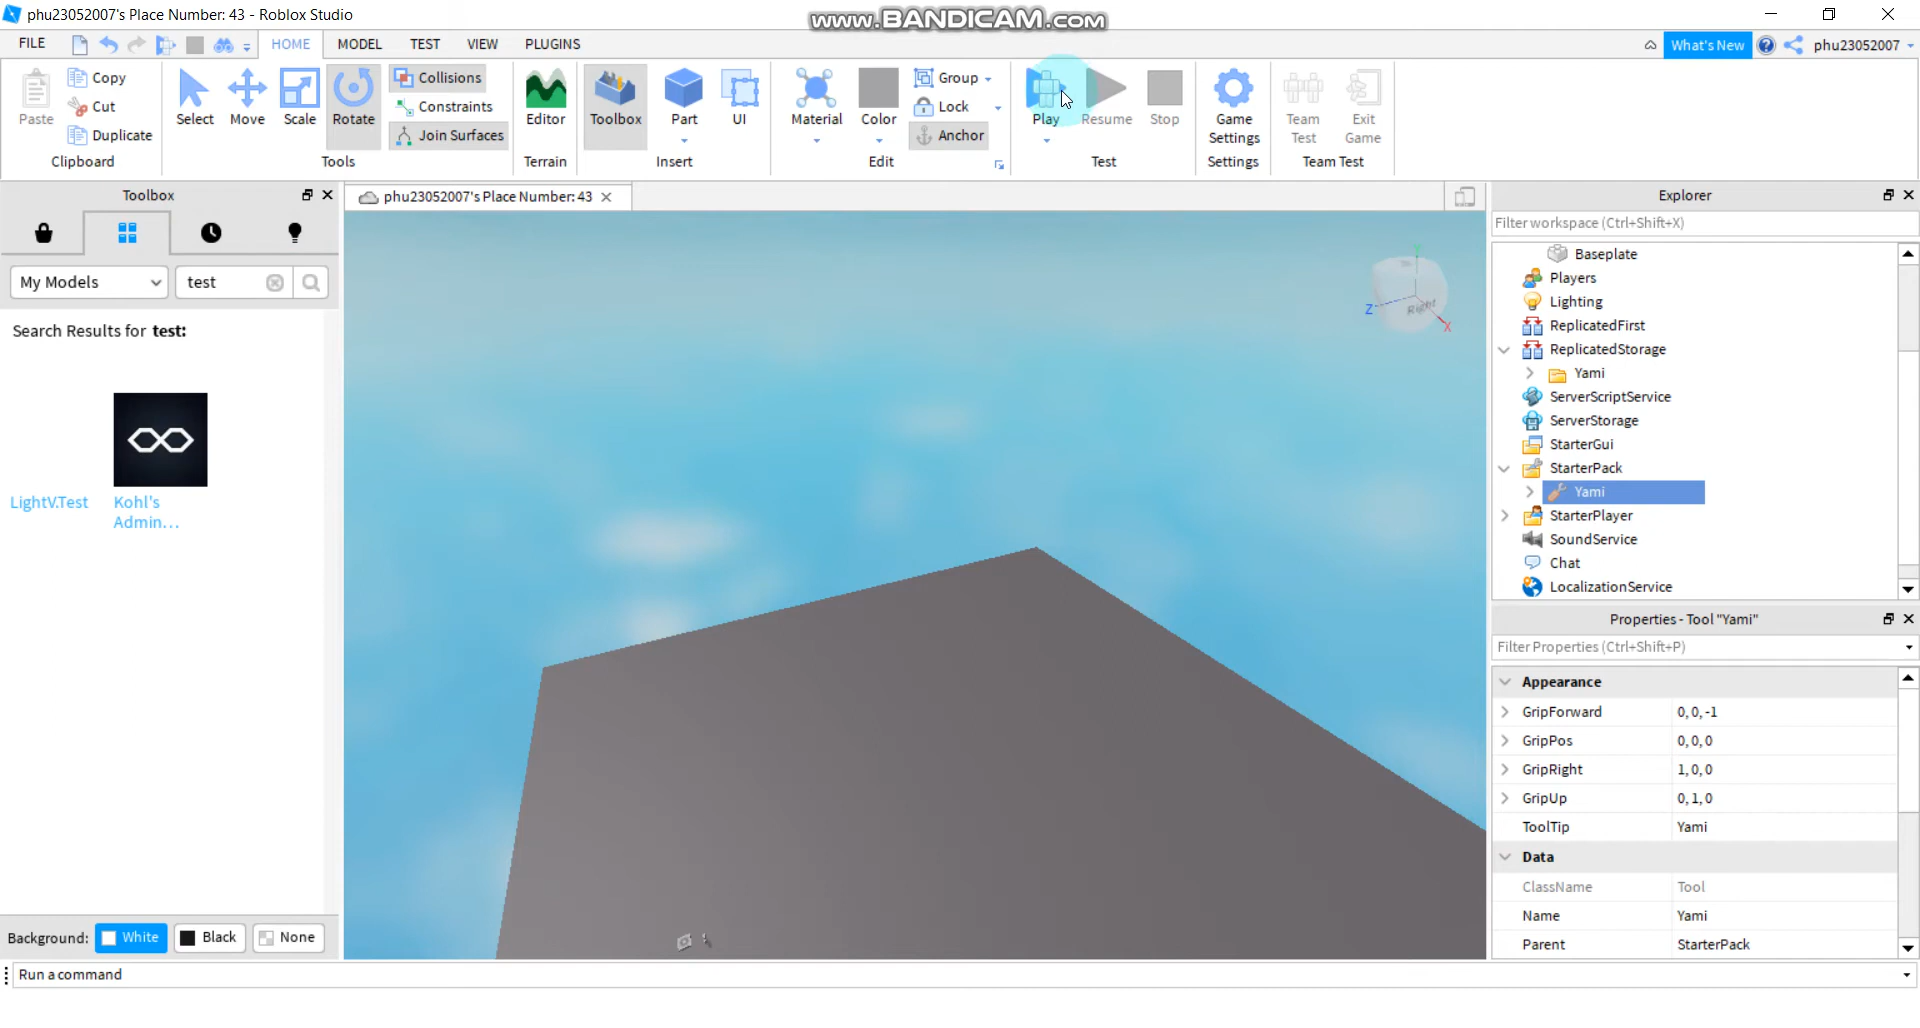 phu23052007's Place Number: 43 - Roblox Studio
www.BANDICAM.com
FILE
HOME
MODEL
TEST
VIEW
PLUGINS
What's New
phu23052007
Paste
Copy
Cut
Duplicate
Clipboard
Select
Move
Scale
Rotate
Collisions
Constraints
Join Surfaces
Tools
Editor
Terrain
Toolbox
Part
UI
Insert
Material
Color
Group
Lock
Anchor
Edit
Play
Resume
Stop
Test
Game Settings
Settings
Team Test
Exit Game
Team Test
Toolbox
My Models
test
Search Results for test:
LightV.Test
Kohl's Admin...
Background:
White
Black
None
phu23052007's Place Number: 43
Right
Z
X
Y
Explorer
Filter workspace (Ctrl+Shift+X)
Baseplate
Players
Lighting
ReplicatedFirst
ReplicatedStorage
Yami
ServerScriptService
ServerStorage
StarterGui
StarterPack
Yami
StarterPlayer
SoundService
Chat
LocalizationService
Properties - Tool "Yami"
Filter Properties (Ctrl+Shift+P)
Appearance
GripForward 0, 0, -1
GripPos 0, 0, 0
GripRight 1, 0, 0
GripUp 0, 1, 0
ToolTip Yami
Data
ClassName Tool
Name Yami
Parent StarterPack
Run a command